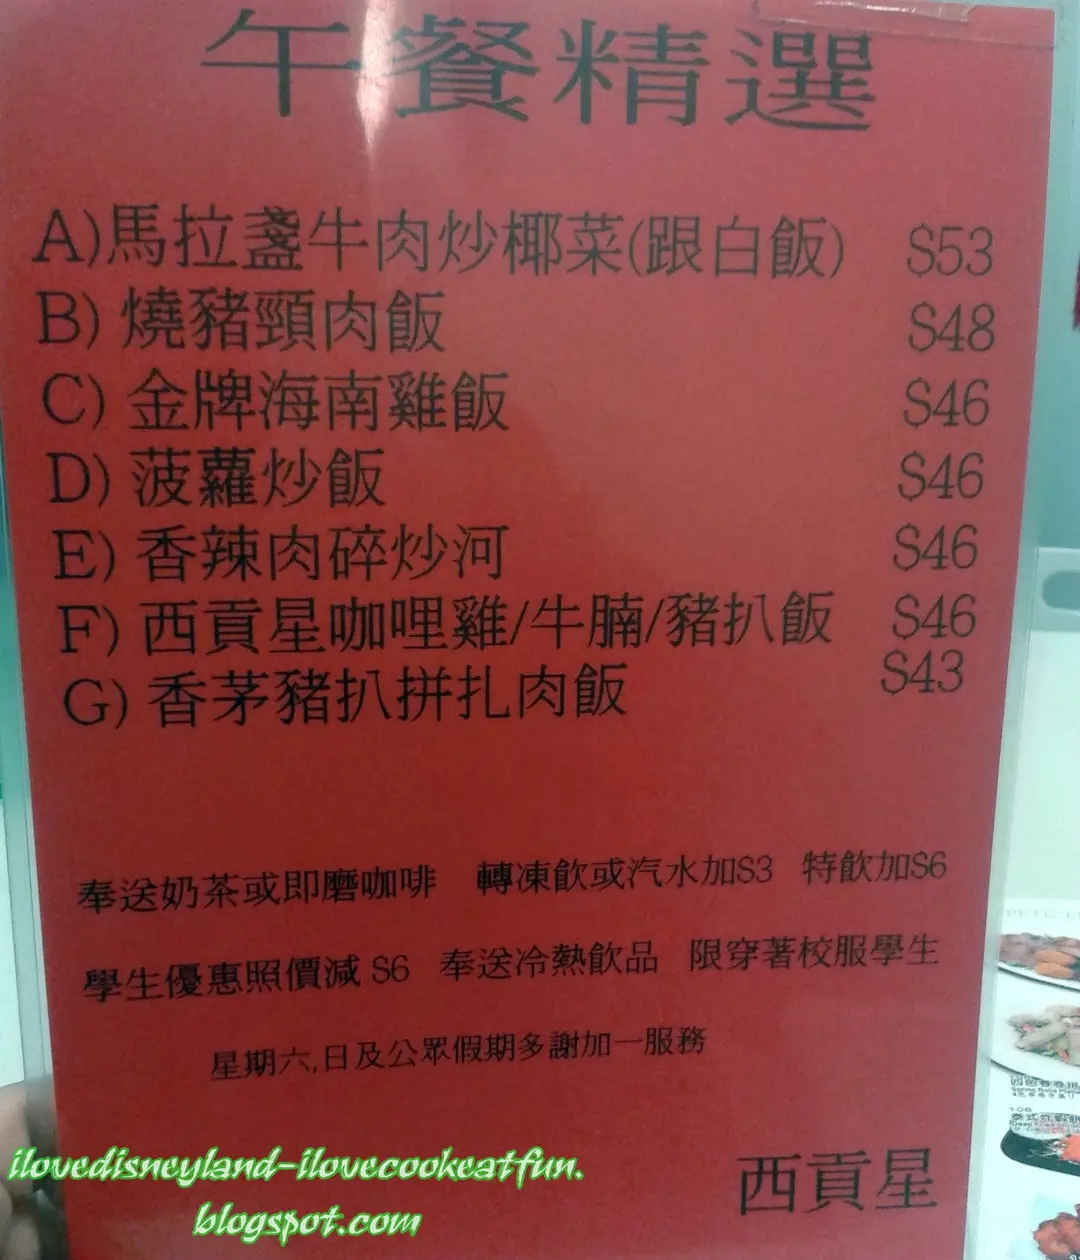 午餐精選
A)馬拉盞牛肉炒椰菜(跟白飯) $53
B) 燒豬頸肉飯 $48
C) 金牌海南雞飯 $46
D) 菠蘿炒飯 $46
E) 香辣肉碎炒河 $46
F) 西貢星咖哩雞/牛腩/豬扒飯 $46
G) 香茅豬扒拼扎肉飯 $43
奉送奶茶或即磨咖啡 轉凍飲或汽水加$3 特飲加$6
學生優惠照價減 $6 奉送冷熱飲品 限穿著校服學生
星期六,日及公眾假期多謝加一服務
西貢星
ilovedisneyland-ilovecookeatfun.
blogspot.com